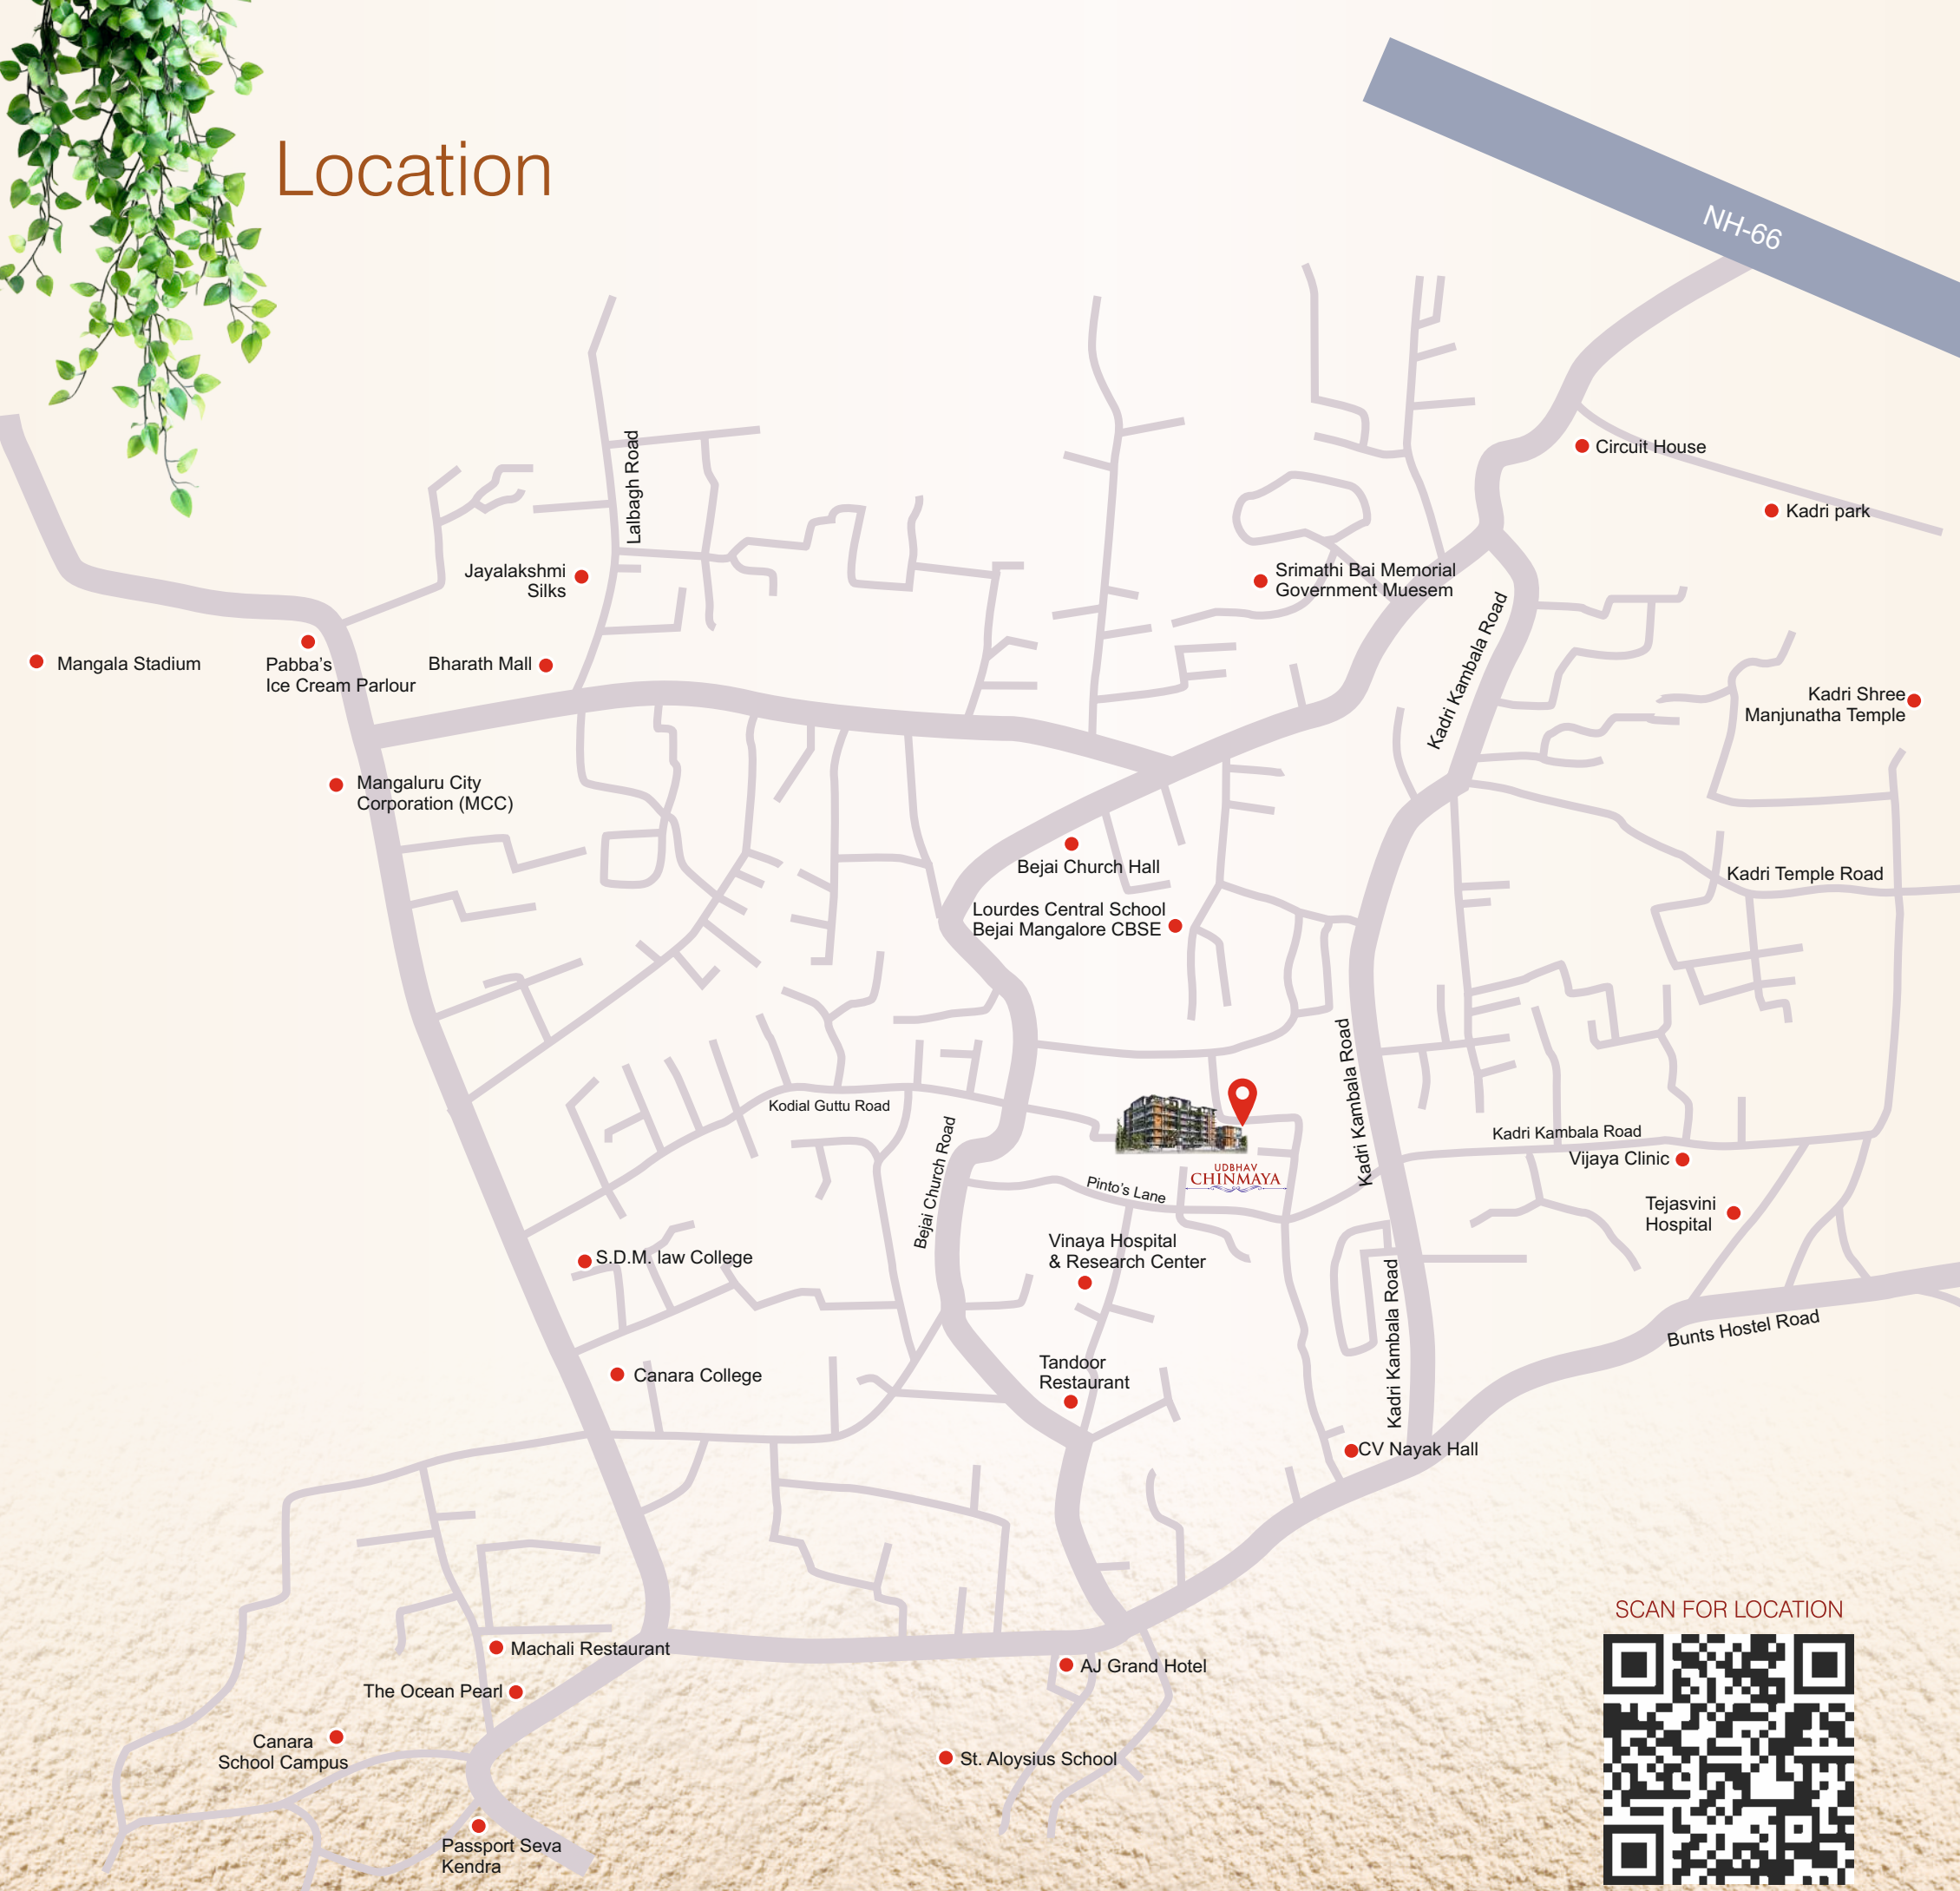 Location
NH-66
Lalbagh Road
Circuit House
Kadri park
Jayalakshmi
Silks
Srimathi Bai Memorial
Government Muesem
Kadri Kambala Road
Mangala Stadium
Pabba's
Ice Cream Parlour
Bharath Mall
Kadri Shree
Manjunatha Temple
Mangaluru City
Corporation (MCC)
Bejai Church Hall
Kadri Temple Road
Lourdes Central School
Bejai Mangalore CBSE
Kadri Kambala Road
Kodial Guttu Road
Bejai Church Road
Kadri Kambala Road
Vijaya Clinic
UDBHAV
CHINMAYA
Pinto's Lane
Tejasvini
Hospital
Vinaya Hospital
& Research Center
S.D.M. law College
Kadri Kambala Road
Bunts Hostel Road
Tandoor
Restaurant
Canara College
CV Nayak Hall
SCAN FOR LOCATION
Machali Restaurant
AJ Grand Hotel
The Ocean Pearl
Canara
School Campus
St. Aloysius School
Passport Seva
Kendra